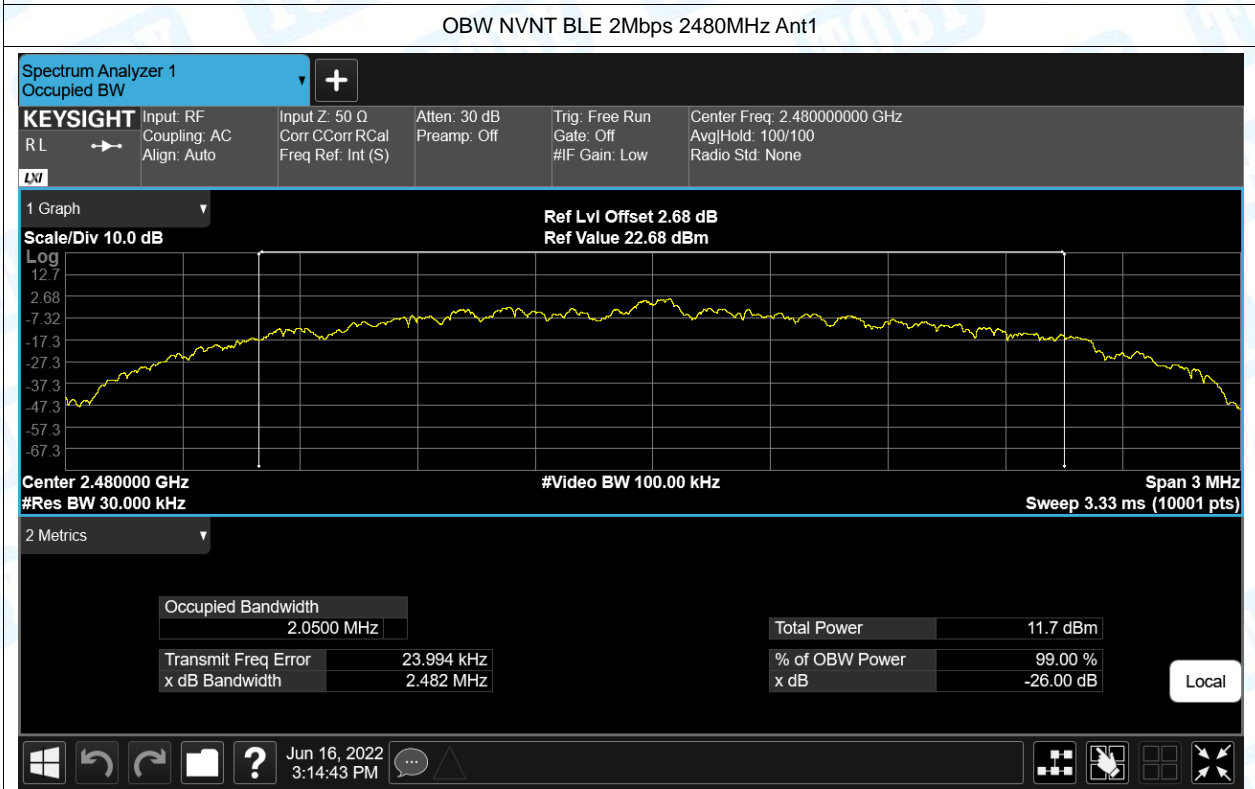 OBW NVNT BLE 2Mbps 2480MHz Ant1
Spectrum Analyzer 1
Occupied BW
KEYSIGHT
R L
LXI
Input: RF
Coupling: AC
Align: Auto
Input Z: 50 Ω
Corr CCorr RCal
Freq Ref: Int (S)
Atten: 30 dB
Preamp: Off
Trig: Free Run
Gate: Off
#IF Gain: Low
Center Freq: 2.480000000 GHz
Avg|Hold: 100/100
Radio Std: None
1 Graph
Scale/Div 10.0 dB
Ref Lvl Offset 2.68 dB
Ref Value 22.68 dBm
Log
12.7
2.68
-7.32
-17.3
-27.3
-37.3
-47.3
-57.3
-67.3
Center 2.480000 GHz
#Video BW 100.00 kHz
Span 3 MHz
#Res BW 30.000 kHz
Sweep 3.33 ms (10001 pts)
2 Metrics
Occupied Bandwidth
2.0500 MHz
Total Power 11.7 dBm
Transmit Freq Error 23.994 kHz
% of OBW Power 99.00 %
x dB Bandwidth 2.482 MHz
x dB -26.00 dB
Local
Jun 16, 2022
3:14:43 PM